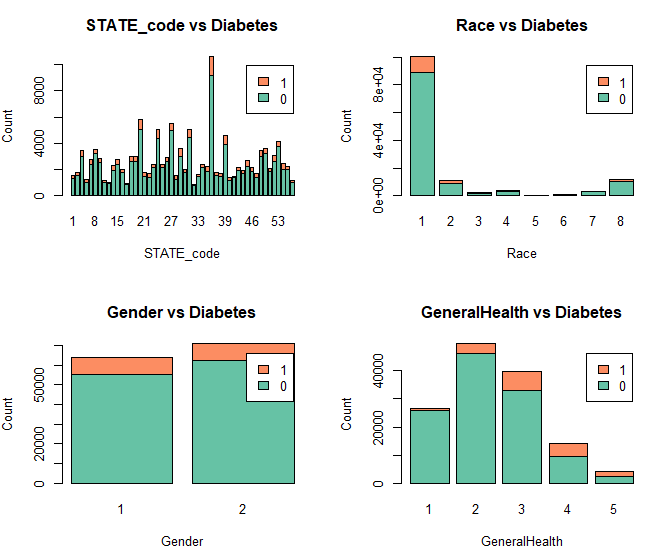 STATE_code vs Diabetes
Count
0
4000
8000
1
0
1 8 15 21 27 33 39 46 53
STATE_code
Race vs Diabetes
Count
0e+00
4e+04
8e+04
1
0
1 2 3 4 5 6 7 8
Race
Gender vs Diabetes
Count
0
20000
50000
1
0
1 2
Gender
GeneralHealth vs Diabetes
Count
0
20000
40000
1
0
1 2 3 4 5
GeneralHealth